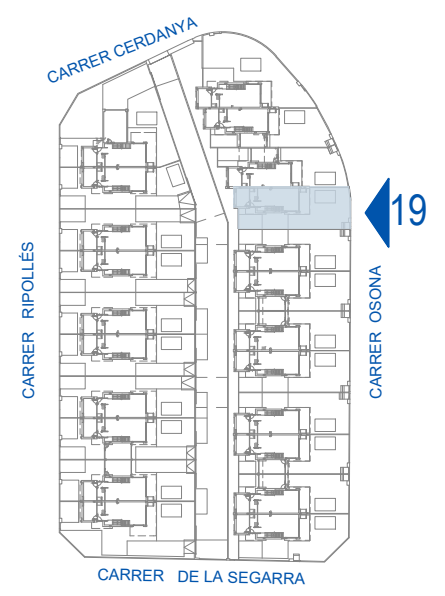 CARRER CERDANYA
19
CARRER RIPOLLÉS
CARRER OSONA
CARRER DE LA SEGARRA